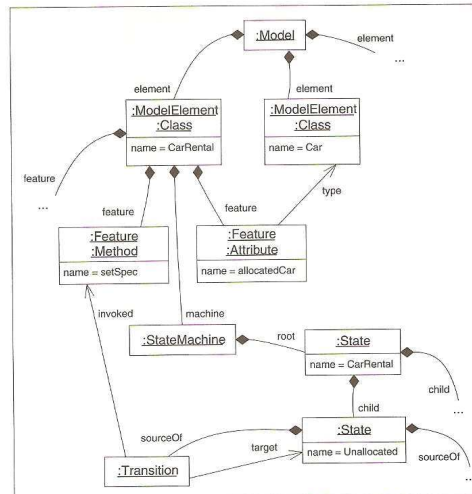 :Model
element
element
...
element
:ModelElement
:Class
name = CarRental
:ModelElement
:Class
name = Car
feature
...
feature
feature
type
:Feature
:Method
name = setSpec
:Feature
:Attribute
name = allocatedCar
invoked
machine
:StateMachine
root
:State
name = CarRental
child
...
child
sourceOf
:State
name = Unallocated
target
sourceOf
...
:Transition